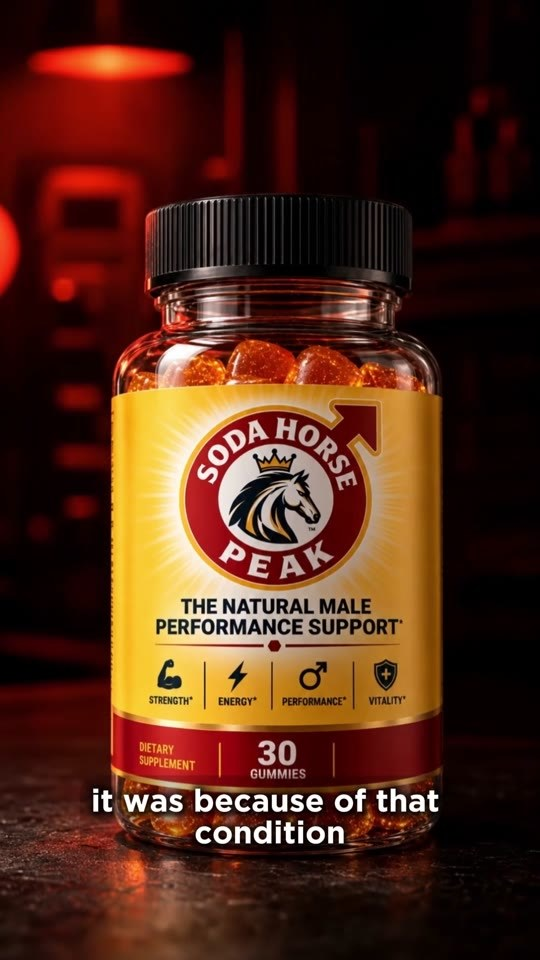 SODA HORSE
™
PEAK
THE NATURAL MALE
PERFORMANCE SUPPORT*
STRENGTH* ENERGY* PERFORMANCE* VITALITY*
DIETARY
SUPPLEMENT
30
GUMMIES
it was because of that
condition